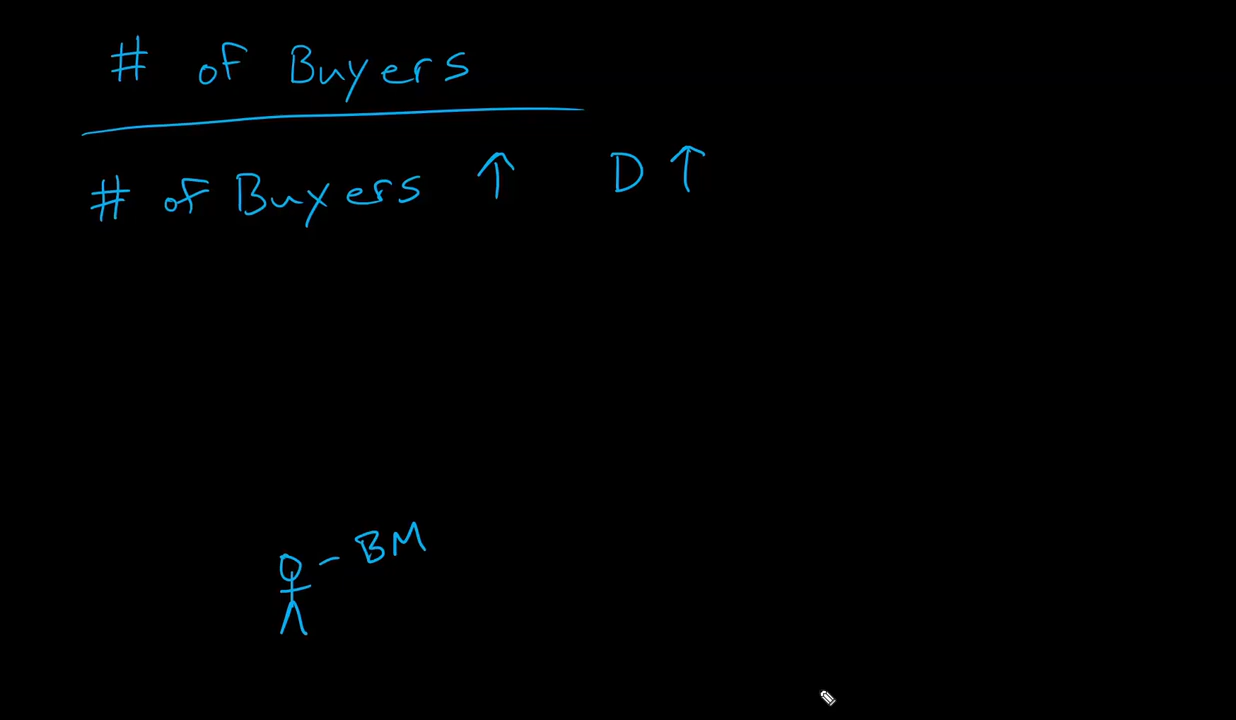 # of Buyers
# of Buyers ↑ D ↑
- BM